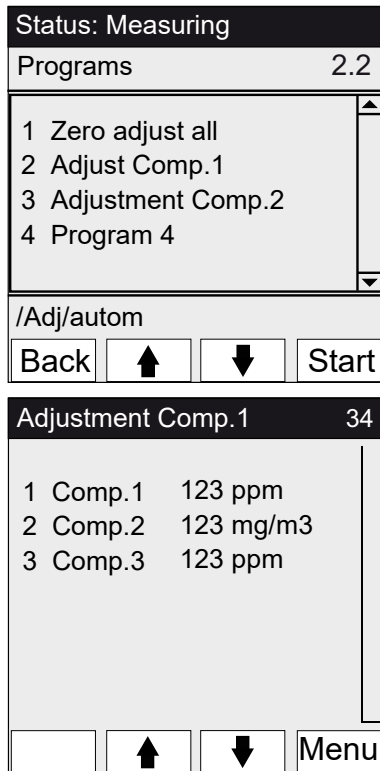 Status: Measuring
Programs 2.2
1 Zero adjust all
2 Adjust Comp.1
3 Adjustment Comp.2
4 Program 4
/Adj/autom
Back Start
Adjustment Comp.1 34
1 Comp.1 123 ppm
2 Comp.2 123 mg/m3
3 Comp.3 123 ppm
Menu